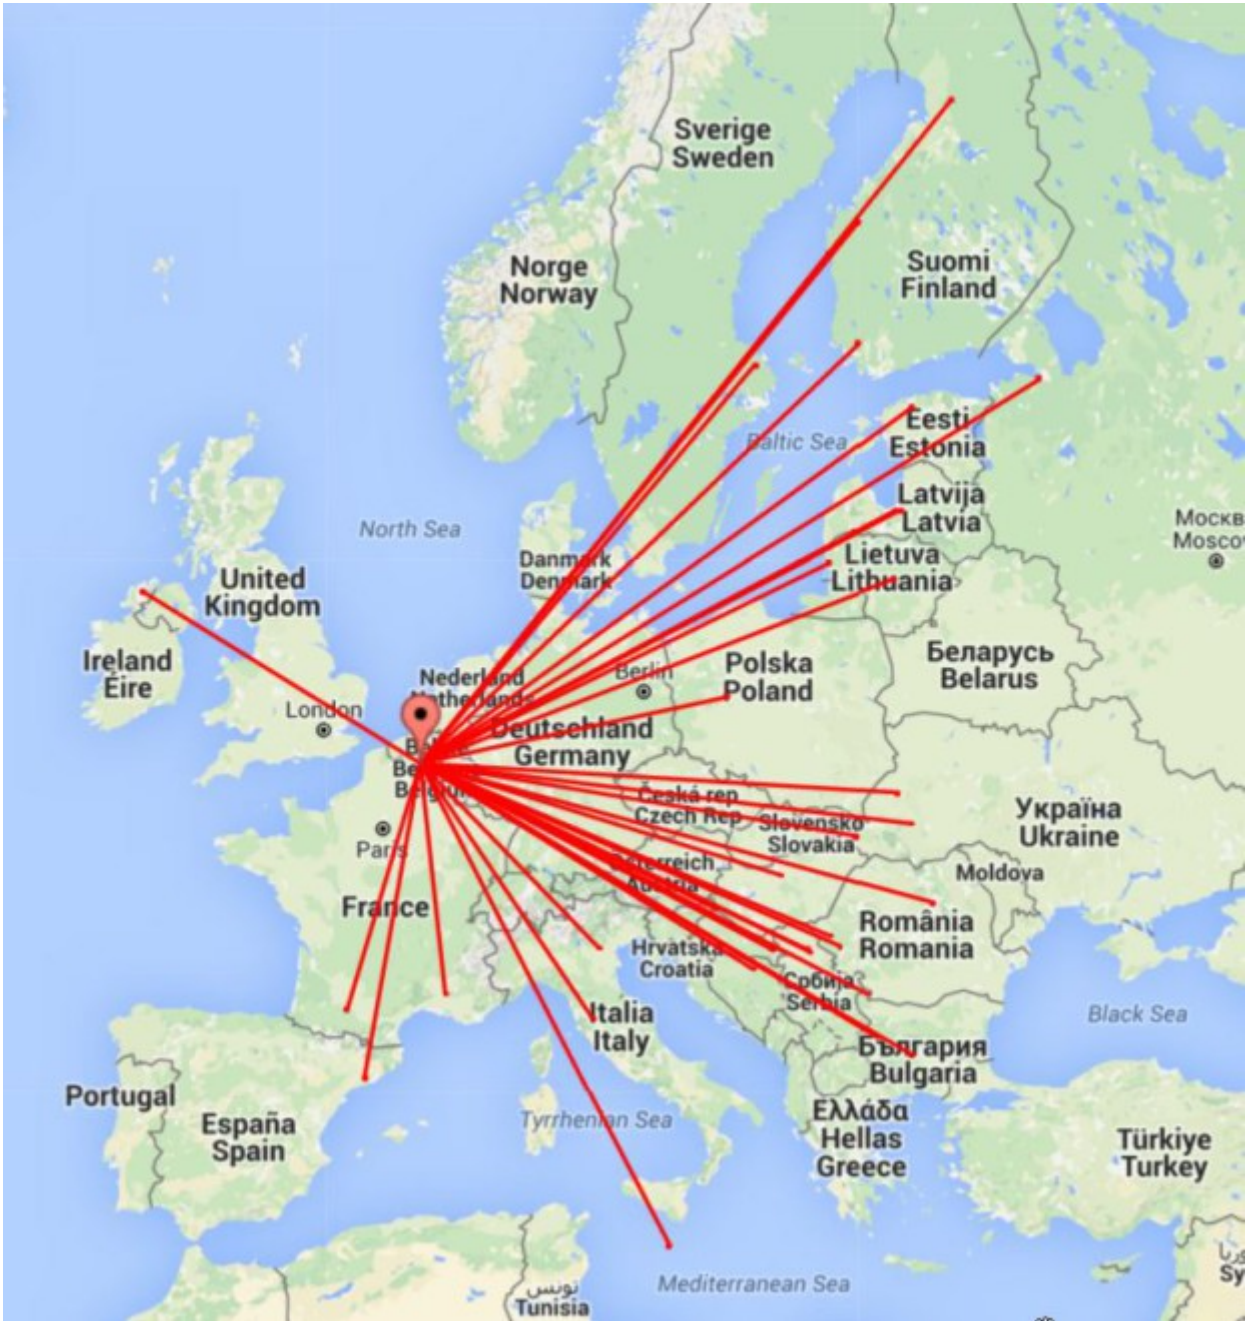 Sverige
Sweden
Norge
Norway
Suomi
Finland
Eesti
Estonia
Baltic Sea
Latvija
Latvia
North Sea
Москв
Moscow
Danmark
Denmark
Lietuva
Lithuania
United
Kingdom
Ireland
Éire
Беларусь
Belarus
Polska
Poland
Berlin
Nederland
Netherlands
London
Deutschland
Germany
Belgium
Česká rep
Czech Rep
Україна
Ukraine
Slovensko
Slovakia
Paris
Österreich
Austria
Moldova
France
România
Romania
Hrvatska
Croatia
Србија
Serbia
Italia
Italy
Black Sea
България
Bulgaria
Portugal
España
Spain
Tyrrhenian Sea
Ελλάδα
Hellas
Greece
Türkiye
Turkey
Mediterranean Sea
تونس
Tunisia
Sy